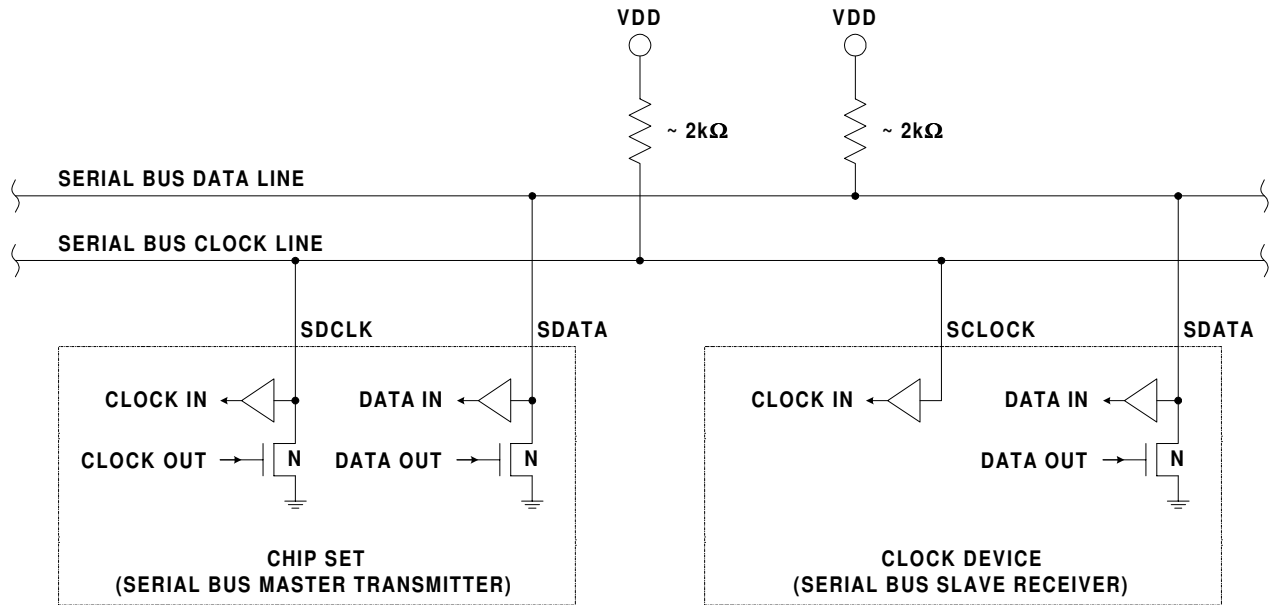 VDD VDD
~ 2kΩ ~ 2kΩ
SERIAL BUS DATA LINE
SERIAL BUS CLOCK LINE
SDCLK SDATA SCLOCK SDATA
CLOCK IN DATA IN CLOCK IN DATA IN
CLOCK OUT N DATA OUT N DATA OUT N
CHIP SET
(SERIAL BUS MASTER TRANSMITTER)
CLOCK DEVICE
(SERIAL BUS SLAVE RECEIVER)